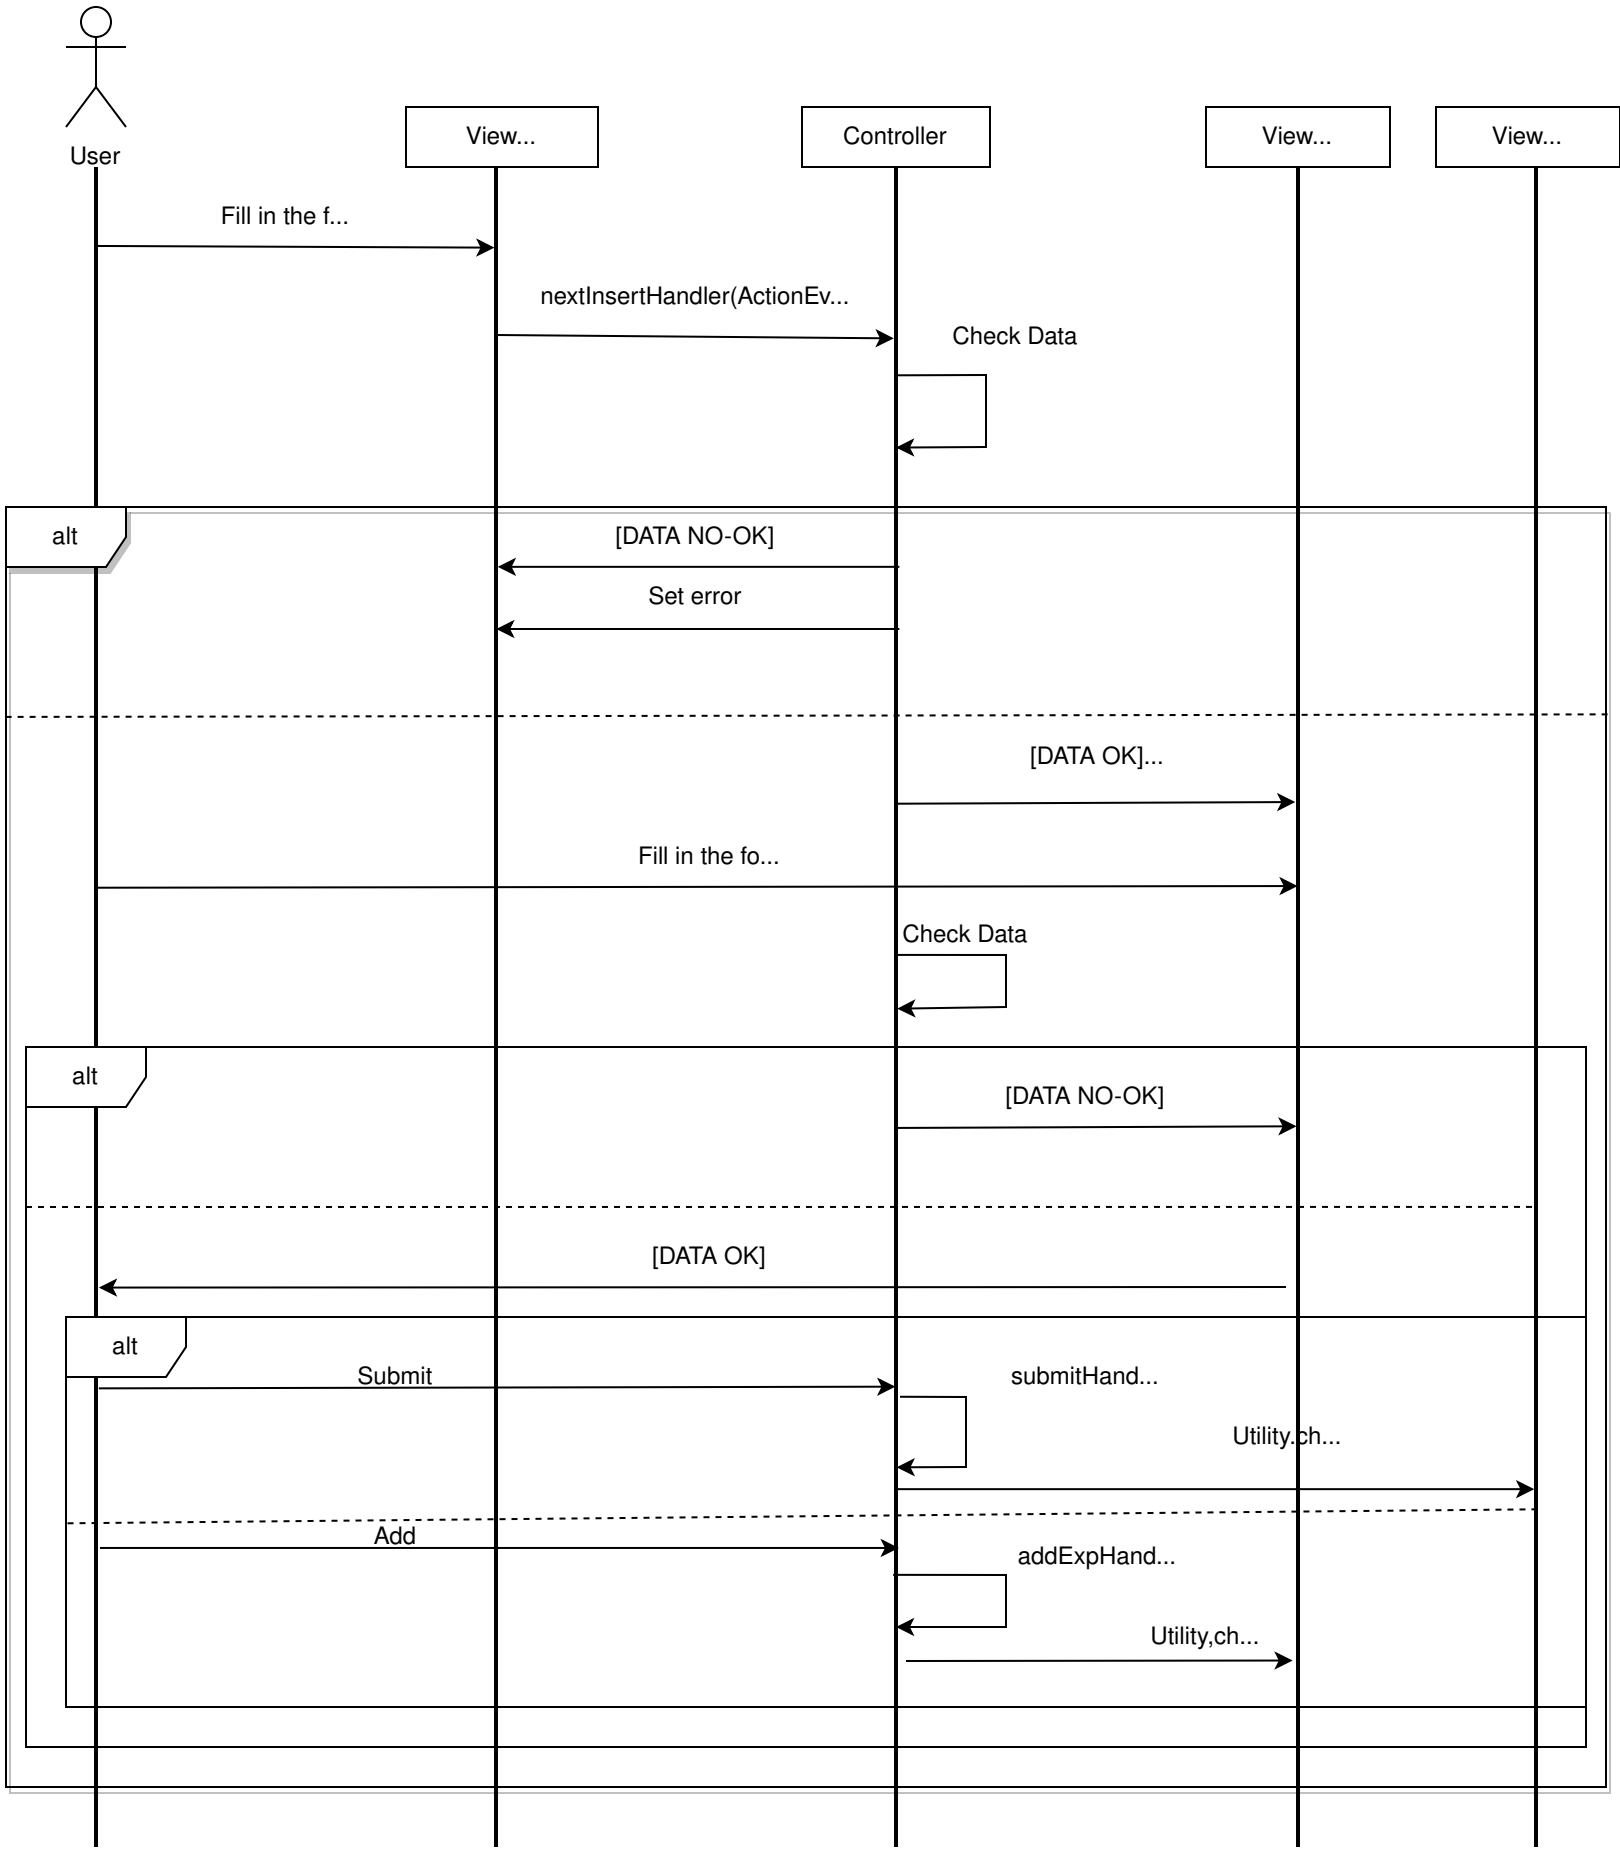 User
View...
Controller
View...
View...
Fill in the f...
nextInsertHandler(ActionEv...
Check Data
alt
[DATA NO-OK]
Set error
[DATA OK]...
Fill in the fo...
Check Data
alt
[DATA NO-OK]
[DATA OK]
alt
Submit
submitHand...
Utility.ch...
Add
addExpHand...
Utility,ch...